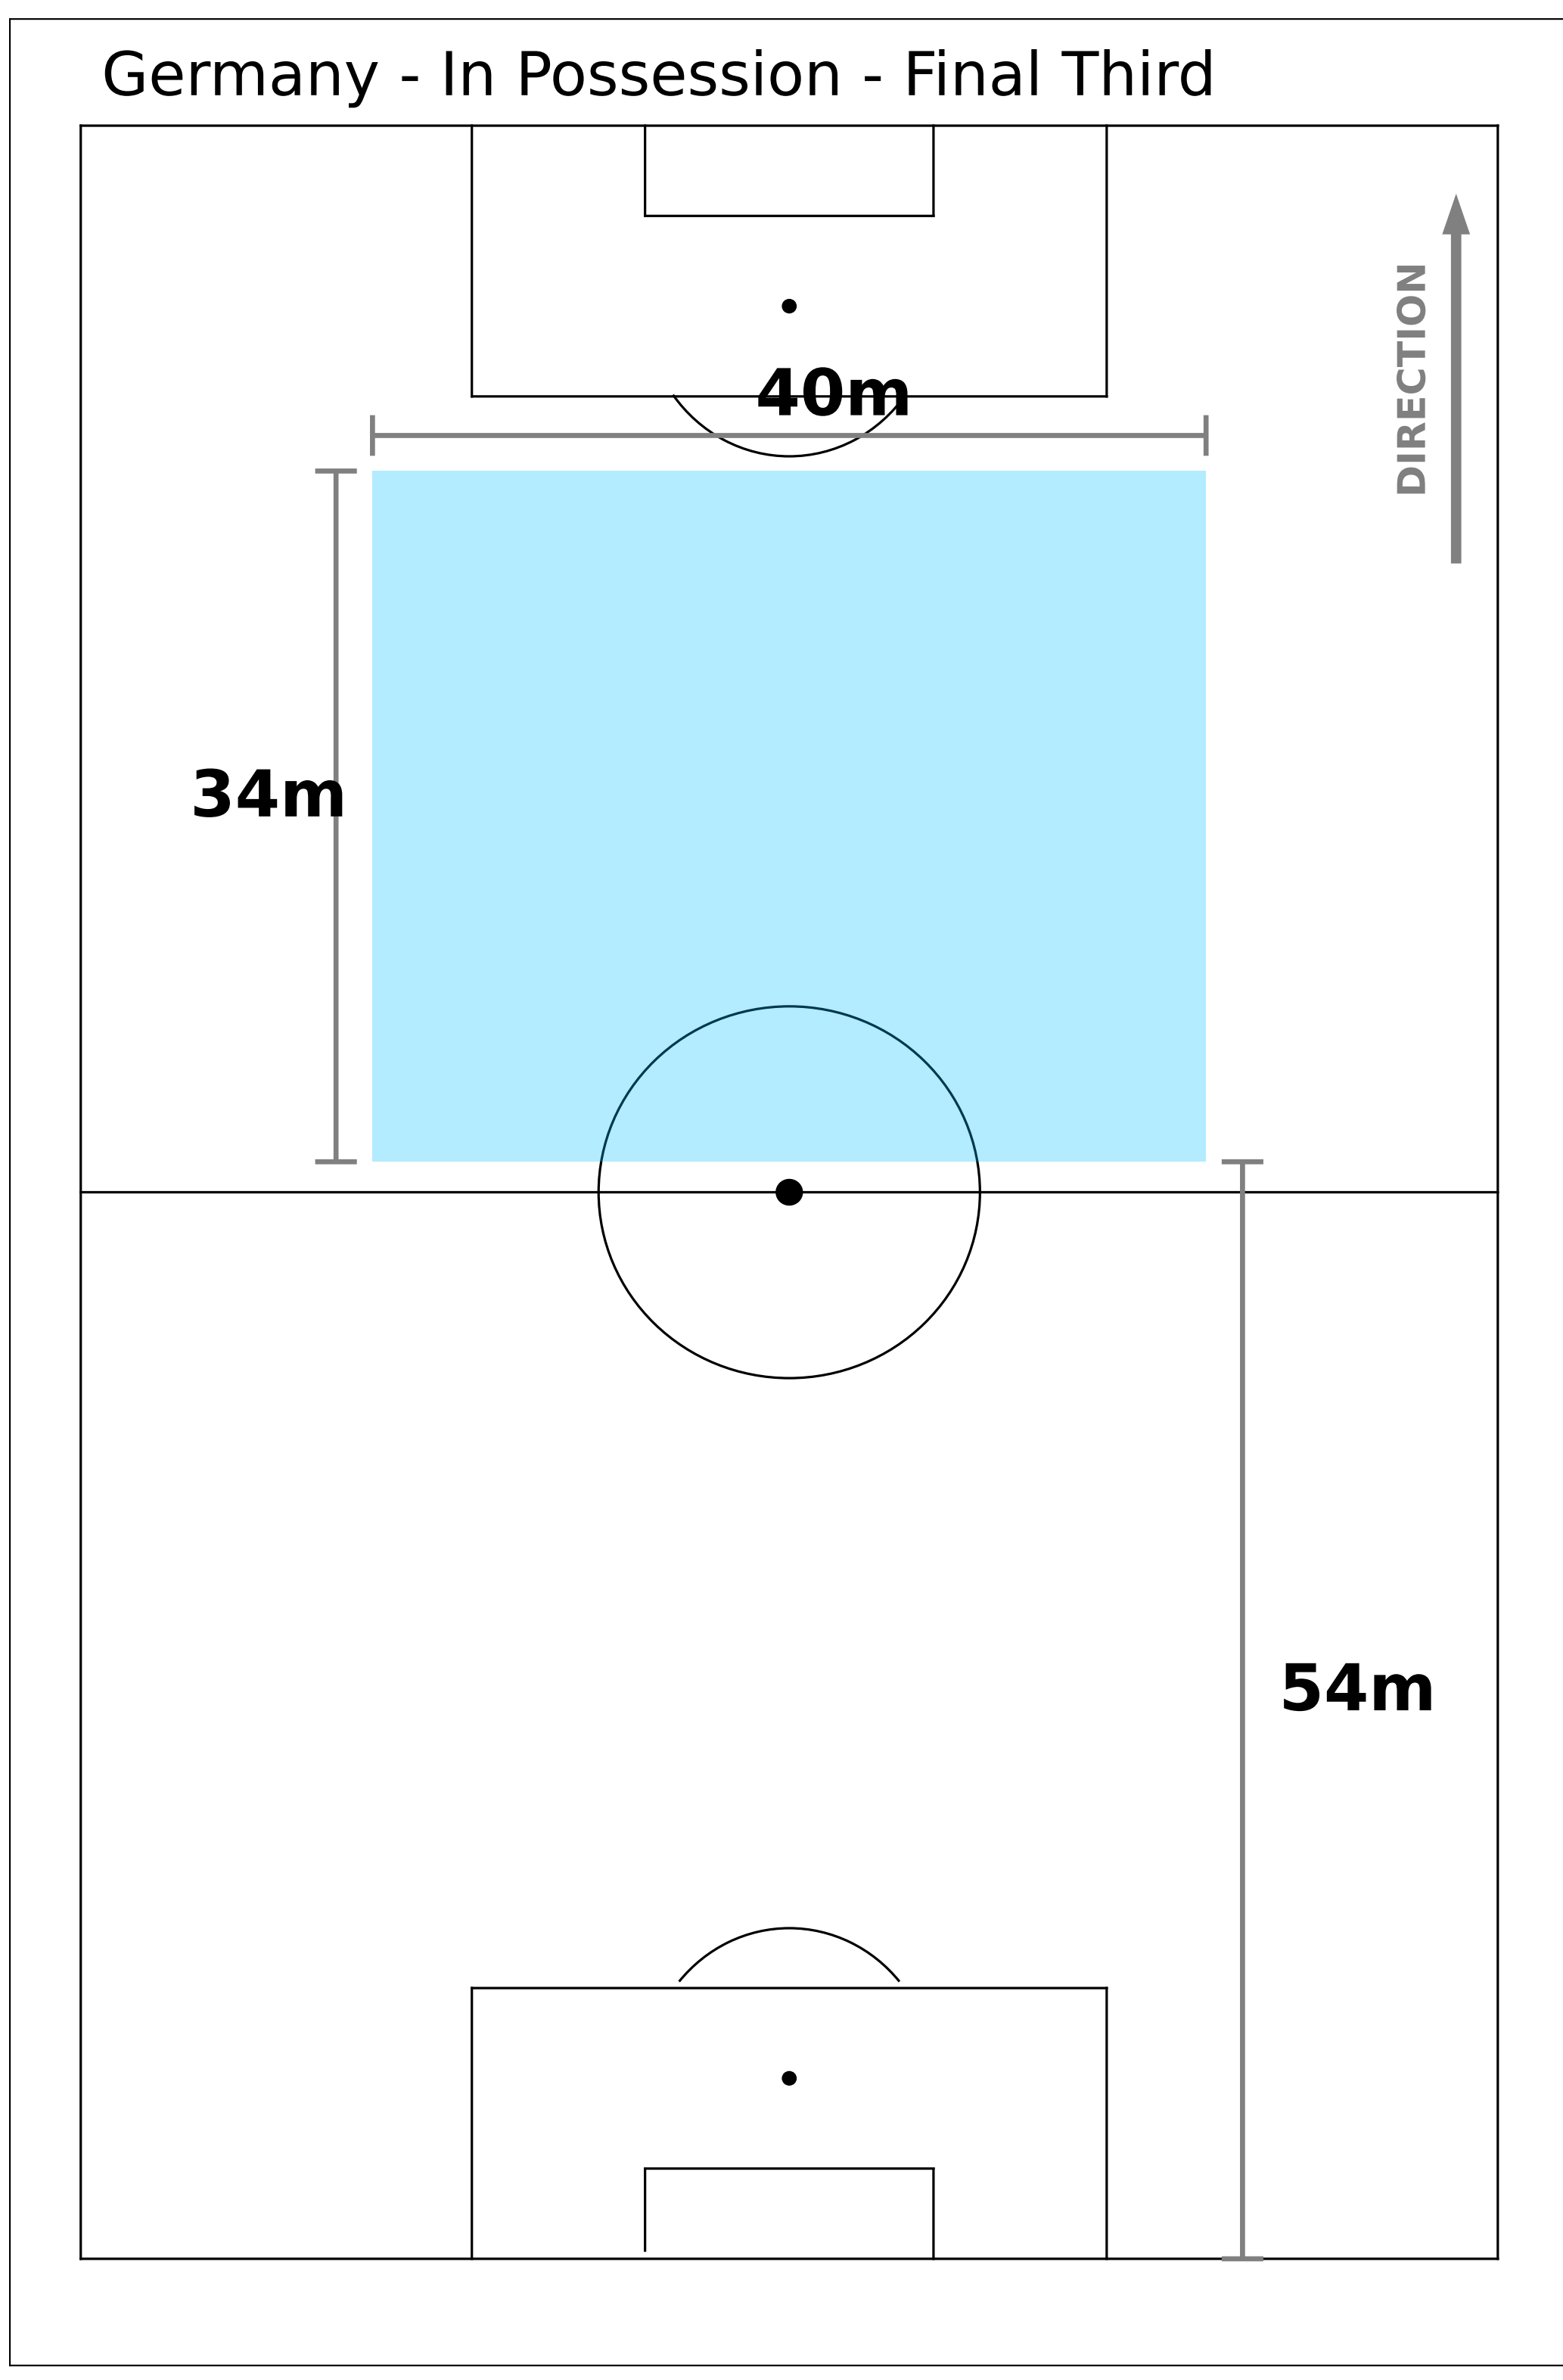 Germany - In Possession - Final Third
DIRECTION
40m
34m
54m